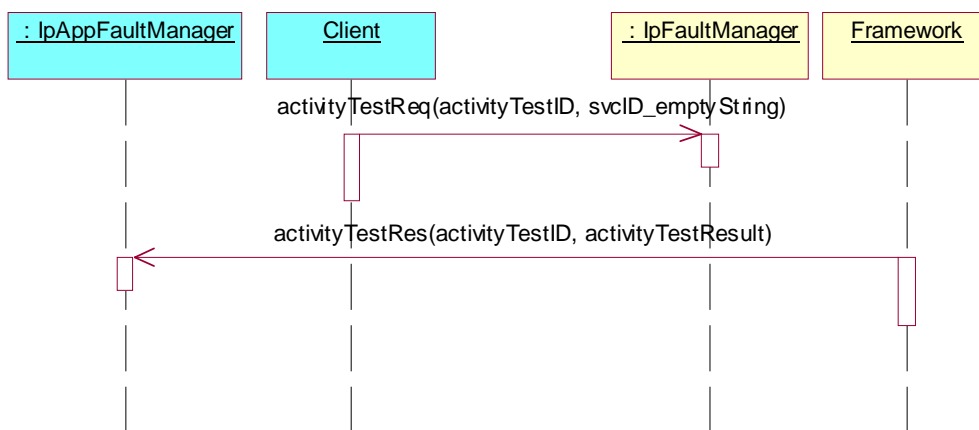 : IpAppFaultManager
Client
: IpFaultManager
Framework
activityTestReq(activityTestID, svcID_emptyString)
activityTestRes(activityTestID, activityTestResult)